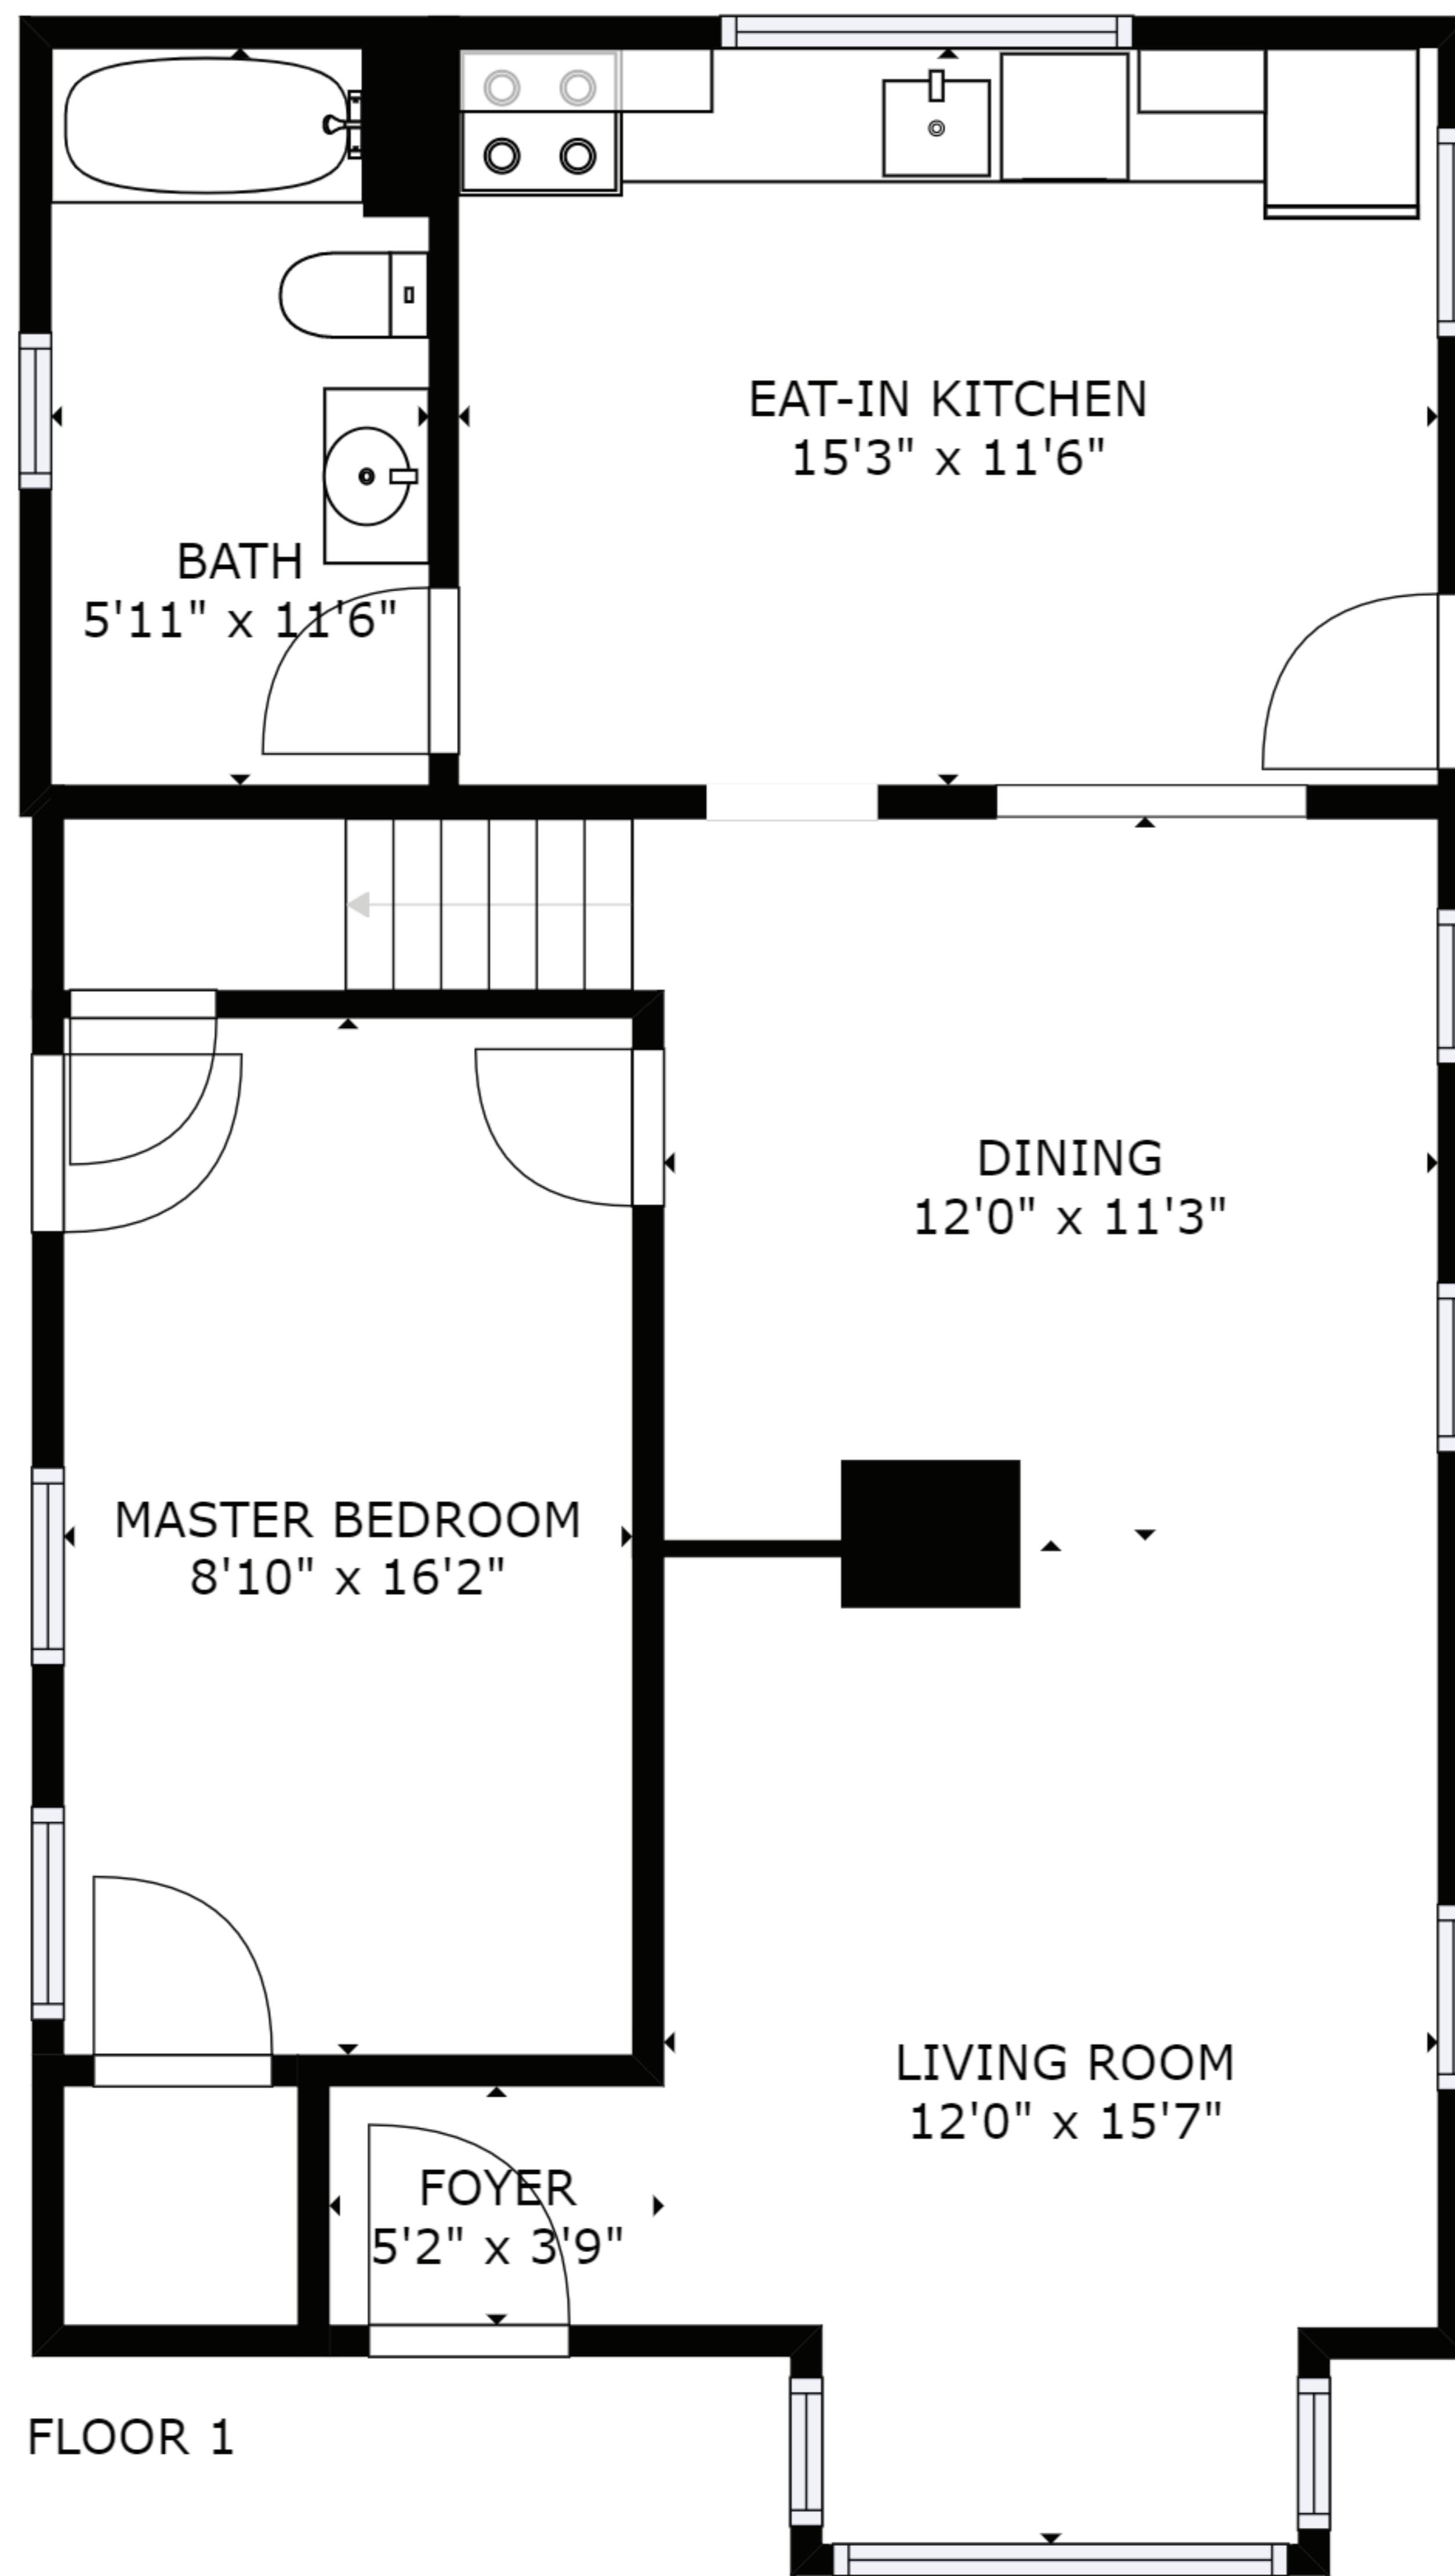 EAT-IN KITCHEN
15'3" x 11'6"
BATH
5'11" x 11'6"
DINING
12'0" x 11'3"
MASTER BEDROOM
8'10" x 16'2"
LIVING ROOM
12'0" x 15'7"
FOYER
5'2" x 3'9"
FLOOR 1